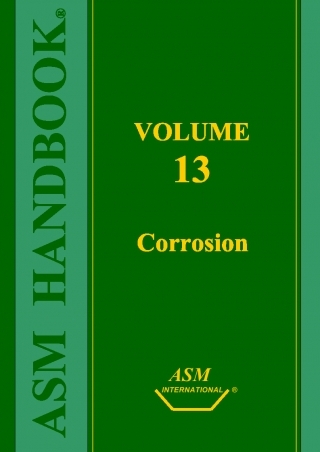 ASM HANDBOOK®
VOLUME
13
Corrosion
ASM
INTERNATIONAL ®